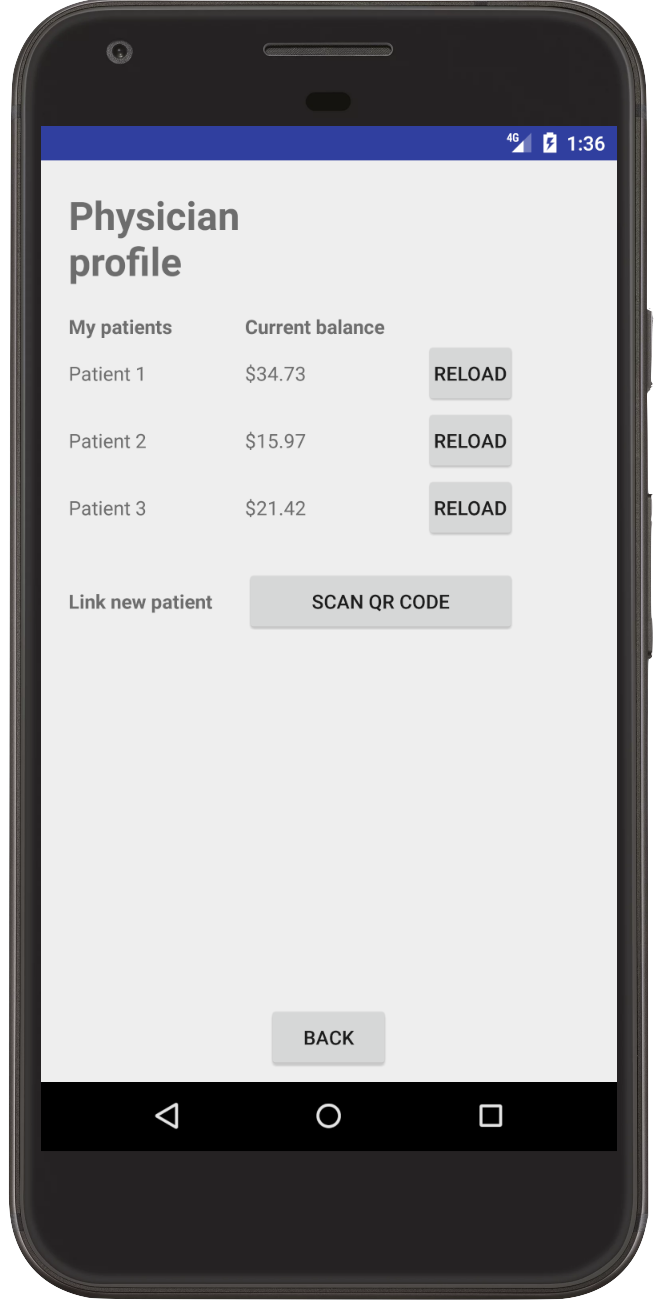 4G 1:36
Physician
profile
My patients Current balance
Patient 1 $34.73 RELOAD
Patient 2 $15.97 RELOAD
Patient 3 $21.42 RELOAD
Link new patient SCAN QR CODE
BACK